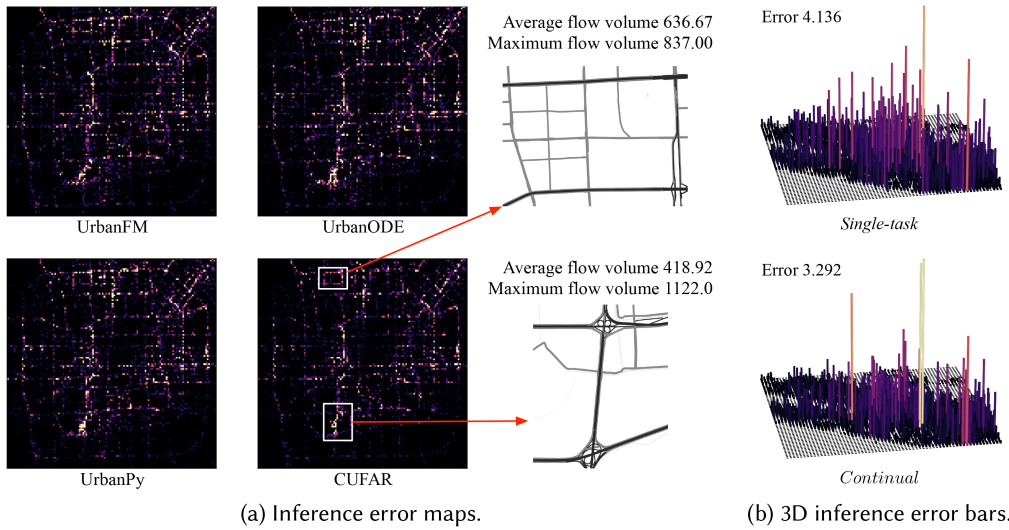 UrbanFM
UrbanODE
Average flow volume 636.67
Maximum flow volume 837.00
UrbanPy
CUFAR
Average flow volume 418.92
Maximum flow volume 1122.0
(a) Inference error maps.
Error 4.136
Single-task
Error 3.292
Continual
(b) 3D inference error bars.